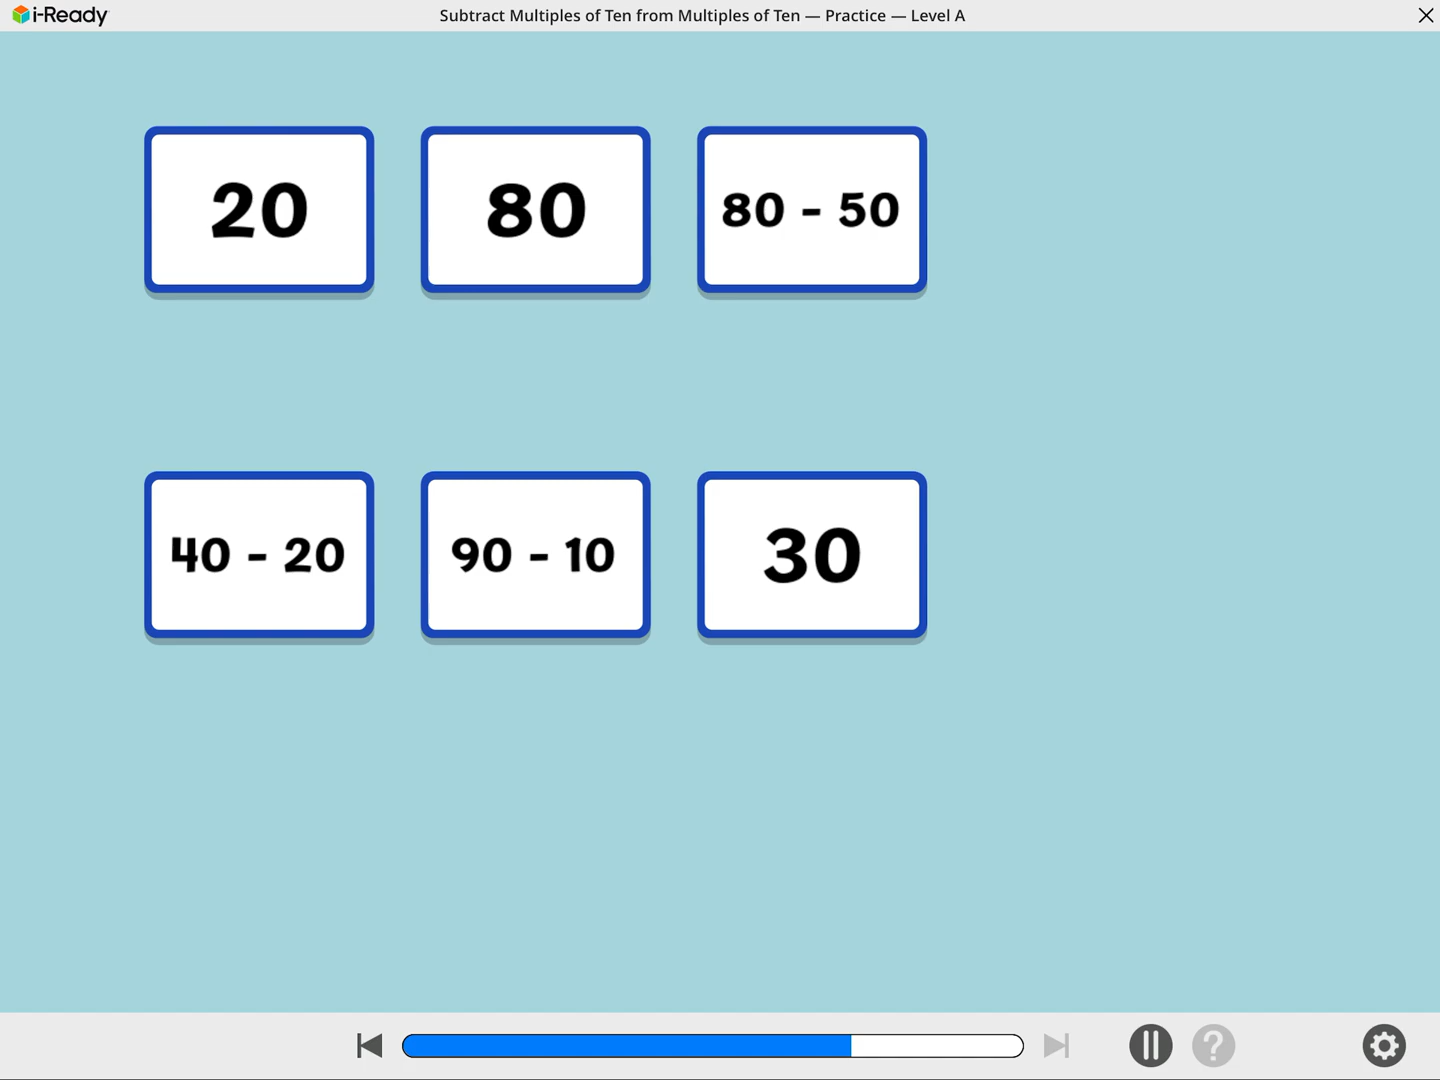 i-Ready
Subtract Multiples of Ten from Multiples of Ten — Practice — Level A
20
80
80 - 50
40 - 20
90 - 10
30
?